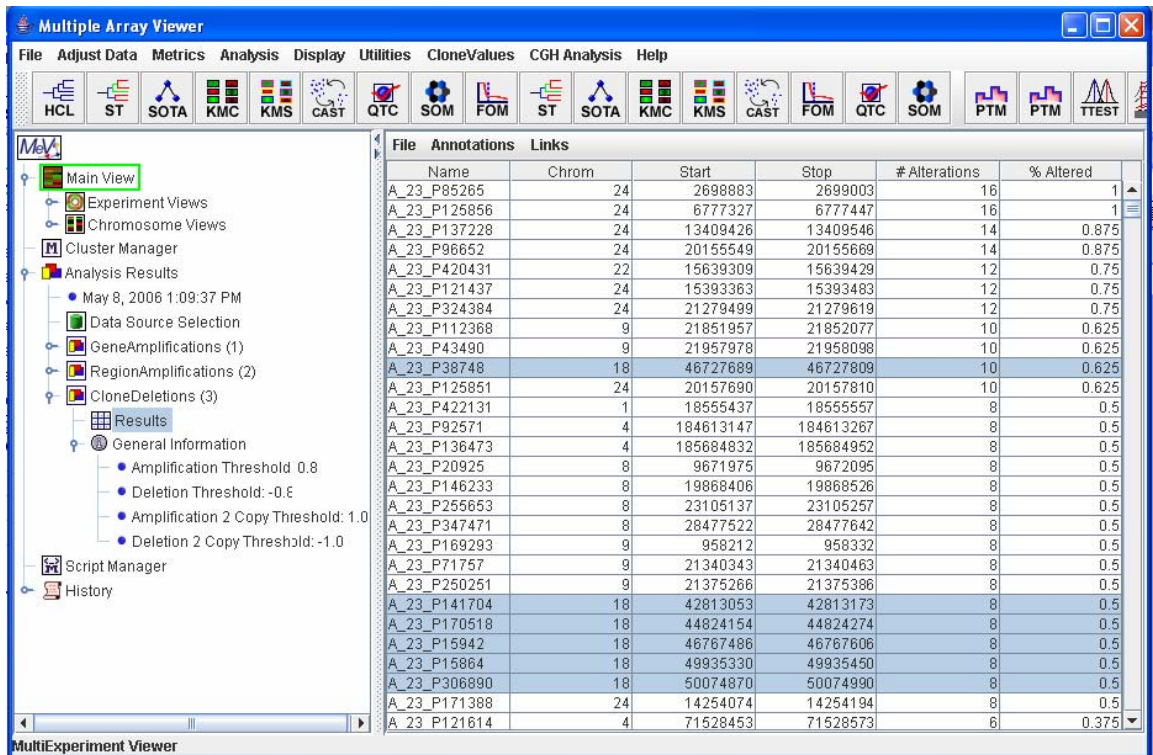 Multiple Array Viewer
File Adjust Data Metrics Analysis Display Utilities CloneValues CGH Analysis Help
HCL ST SOTA KMC KMS CAST QTC SOM FOM ST SOTA KMC KMS CAST FOM QTC SOM PTM PTM TTEST
MeV
Main View
Experiment Views
Chromosome Views
M Cluster Manager
Analysis Results
May 8, 2006 1:09:37 PM
Data Source Selection
GeneAmplifications (1)
RegionAmplifications (2)
CloneDeletions (3)
Results
General Information
Amplification Threshold 0.8
Deletion Threshold: -0.8
Amplification 2 Copy Threshold: 1.0
Deletion 2 Copy Threshold: -1.0
Script Manager
History
File Annotations Links
Name Chrom Start Stop # Alterations % Altered
A_23_P85265 24 2698883 2699003 16 1
A_23_P125856 24 6777327 6777447 16 1
A_23_P137228 24 13409426 13409546 14 0.875
A_23_P96652 24 20155549 20155669 14 0.875
A_23_P420431 22 15639309 15639429 12 0.75
A_23_P121437 24 15393363 15393483 12 0.75
A_23_P324384 24 21279499 21279619 12 0.75
A_23_P112368 9 21851957 21852077 10 0.625
A_23_P43490 9 21957978 21958098 10 0.625
A_23_P38748 18 46727689 46727809 10 0.625
A_23_P125851 24 20157690 20157810 10 0.625
A_23_P422131 1 18555437 18555557 8 0.5
A_23_P92571 4 184613147 184613267 8 0.5
A_23_P136473 4 185684832 185684952 8 0.5
A_23_P20925 8 9671975 9672095 8 0.5
A_23_P146233 8 19868406 19868526 8 0.5
A_23_P255653 8 23105137 23105257 8 0.5
A_23_P347471 8 28477522 28477642 8 0.5
A_23_P169293 9 958212 958332 8 0.5
A_23_P71757 9 21340343 21340463 8 0.5
A_23_P250251 9 21375266 21375386 8 0.5
A_23_P141704 18 42813053 42813173 8 0.5
A_23_P170518 18 44824154 44824274 8 0.5
A_23_P15942 18 46767486 46767606 8 0.5
A_23_P15864 18 49935330 49935450 8 0.5
A_23_P306890 18 50074870 50074990 8 0.5
A_23_P171388 24 14254074 14254194 8 0.5
A_23_P121614 4 71528453 71528573 6 0.375
MultiExperiment Viewer